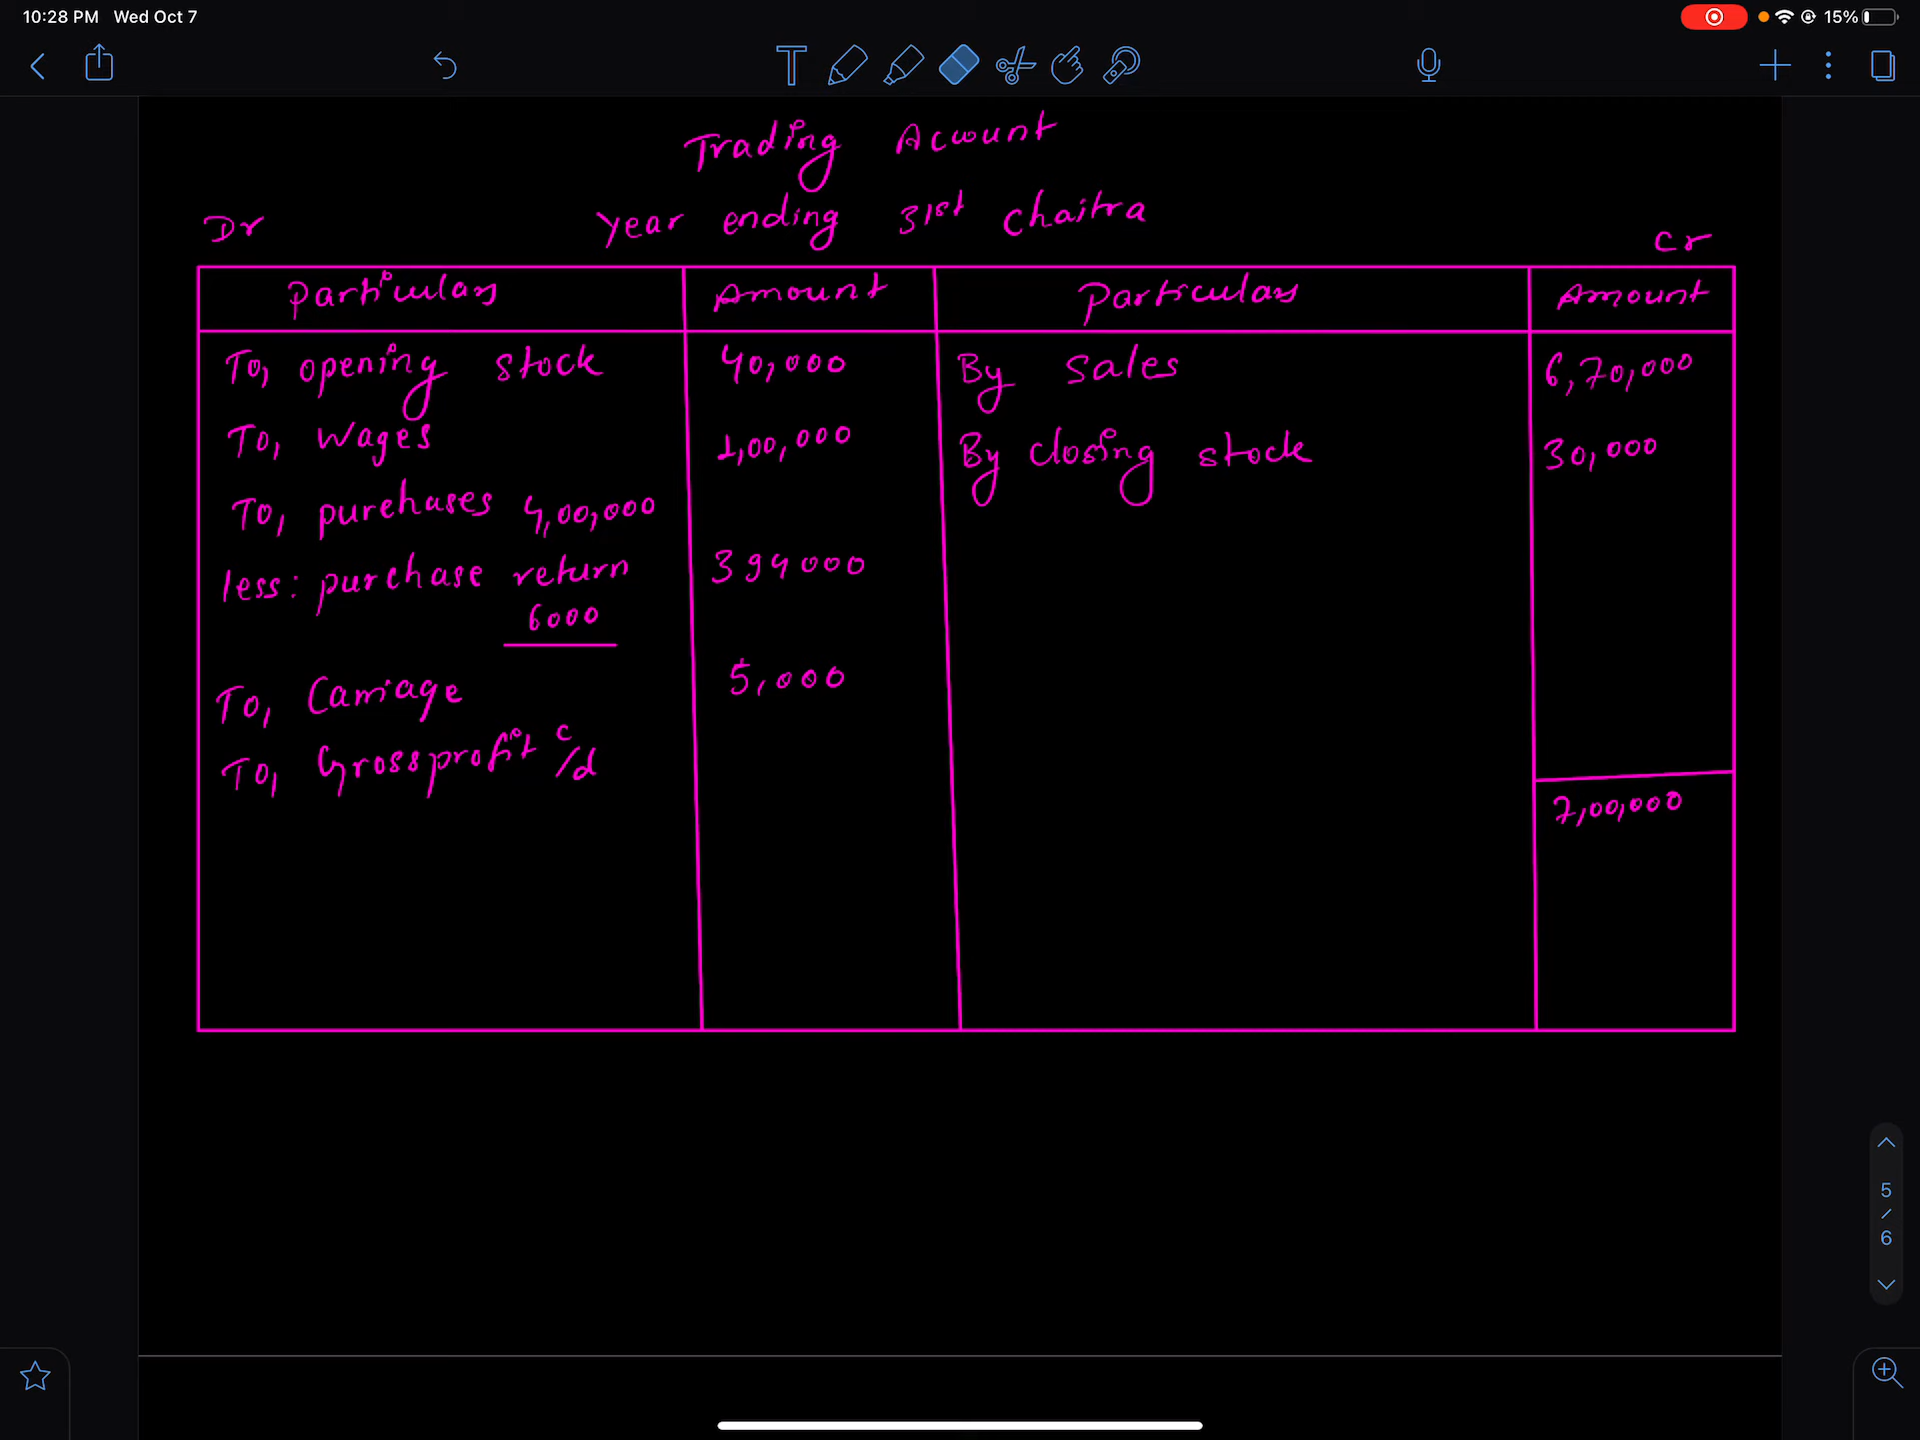 10:28 PM Wed Oct 7
15%
Trading Account
Year ending 31st Chaitra
Dr
Cr
Particulars Amount Particulars Amount
To, opening stock 40,000 By Sales 6,70,000
To, wages 1,00,000 By closing stock 30,000
To, purchases 4,00,000
less: purchase return 394000
6000
To, Carriage 5,000
To, Gross profit c/d
7,00,000
5
/
6